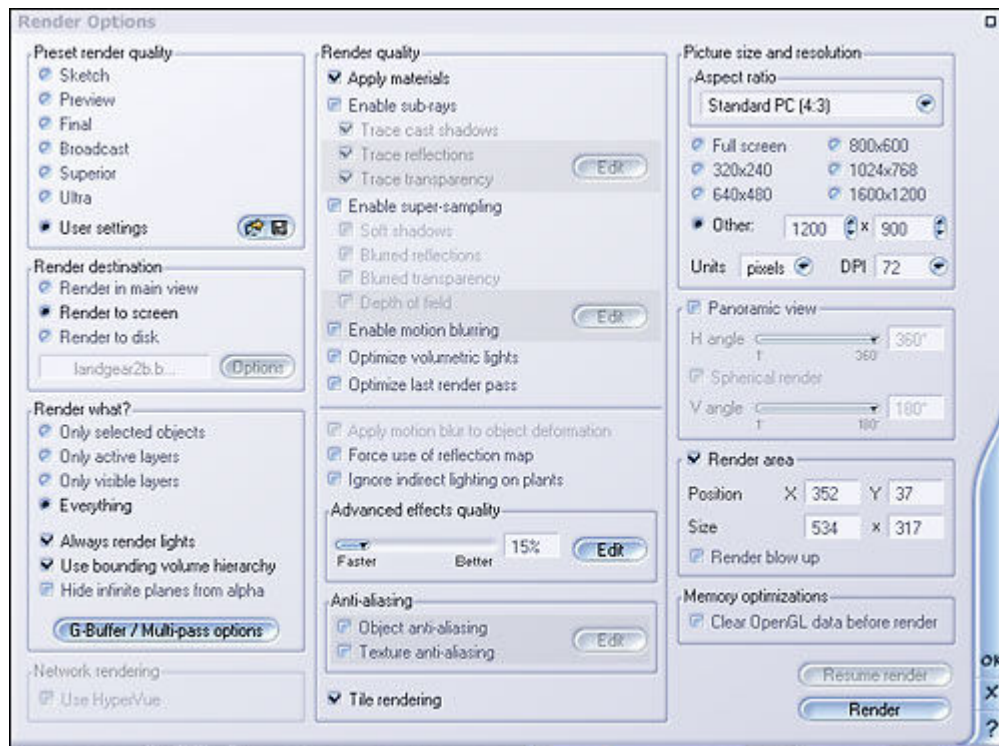 Render Options
Preset render quality
Sketch
Preview
Final
Broadcast
Superior
Ultra
User settings
Render destination
Render in main view
Render to screen
Render to disk
landgear2b.b... Options
Render what?
Only selected objects
Only active layers
Only visible layers
Everything
Always render lights
Use bounding volume hierarchy
Hide infinite planes from alpha
G-Buffer / Multi-pass options
Network rendering
Use HyperVue
Render quality
Apply materials
Enable sub-rays
Trace cast shadows
Trace reflections
Trace transparency
Edit
Enable super-sampling
Soft shadows
Blurred reflections
Blurred transparency
Depth of field
Edit
Enable motion blurring
Optimize volumetric lights
Optimize last render pass
Apply motion blur to object deformation
Force use of reflection map
Ignore indirect lighting on plants
Advanced effects quality
15% Edit
Faster Better
Anti-aliasing
Object anti-aliasing
Texture anti-aliasing
Edit
Tile rendering
Picture size and resolution
Aspect ratio
Standard PC (4:3)
Full screen 800x600
320x240 1024x768
640x480 1600x1200
Other: 1200 x 900
Units pixels DPI 72
Panoramic view
H angle 360°
1° 360°
Spherical render
V angle 180°
1° 180°
Render area
Position X 352 Y 37
Size 534 x 317
Render blow up
Memory optimizations
Clear OpenGL data before render
Resume render
Render
OK
X
?